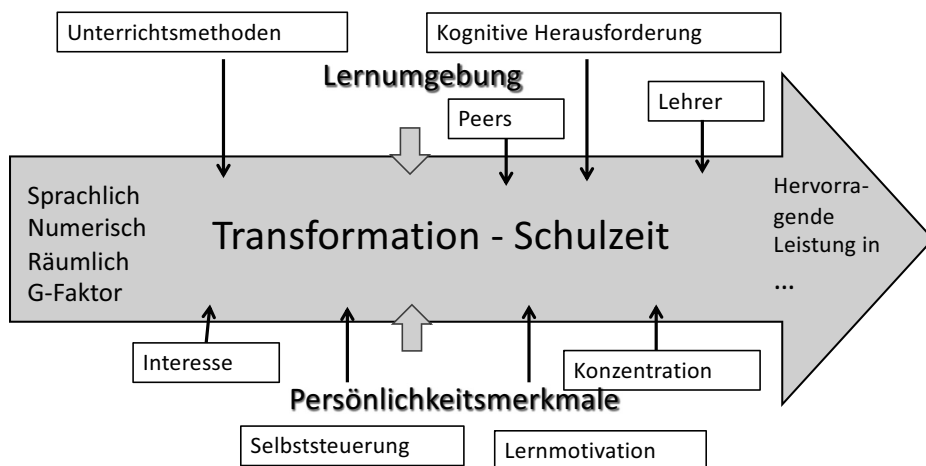 Unterrichtsmethoden
Kognitive Herausforderung
Lernumgebung
Peers
Lehrer
Sprachlich
Numerisch
Räumlich
G-Faktor
Transformation - Schulzeit
Hervorra-
gende
Leistung in
...
Interesse
Konzentration
Persönlichkeitsmerkmale
Selbststeuerung
Lernmotivation